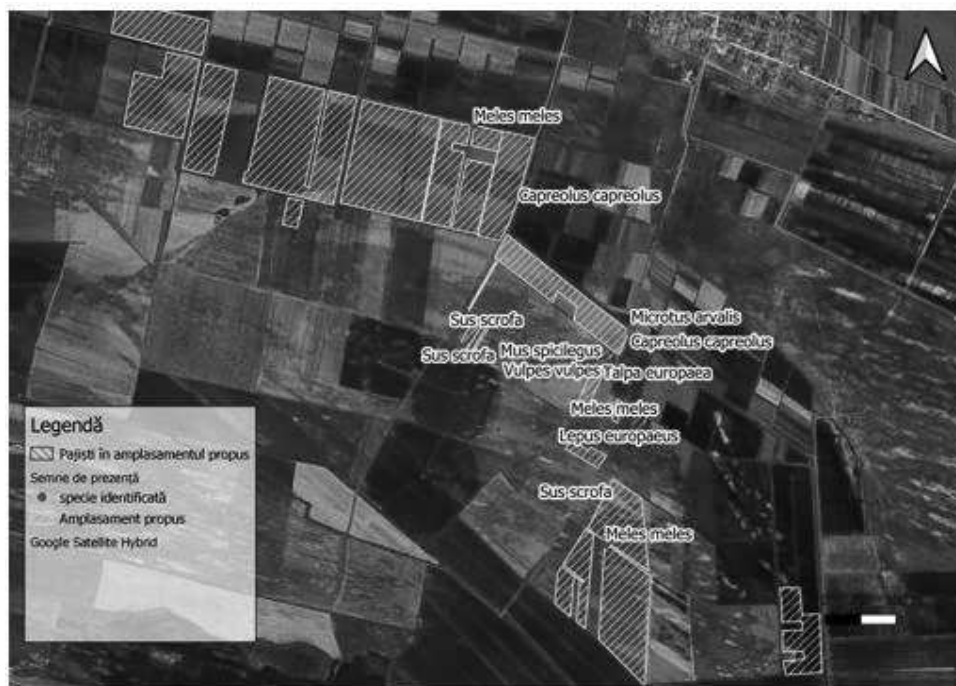 Meles meles
Capreolus capreolus
Microtus arvalis
Sus scrofa
Capreolus capreolus
Mus spicilegus
Sus scrofa
Vulpes vulpes
Talpa europaea
Meles meles
Lepus europaeus
Sus scrofa
Meles meles
Legendă
Pajisti în amplasamentul propus
Semne de prezență
specie identificată
Amplasament propus
Google Satellite Hybrid